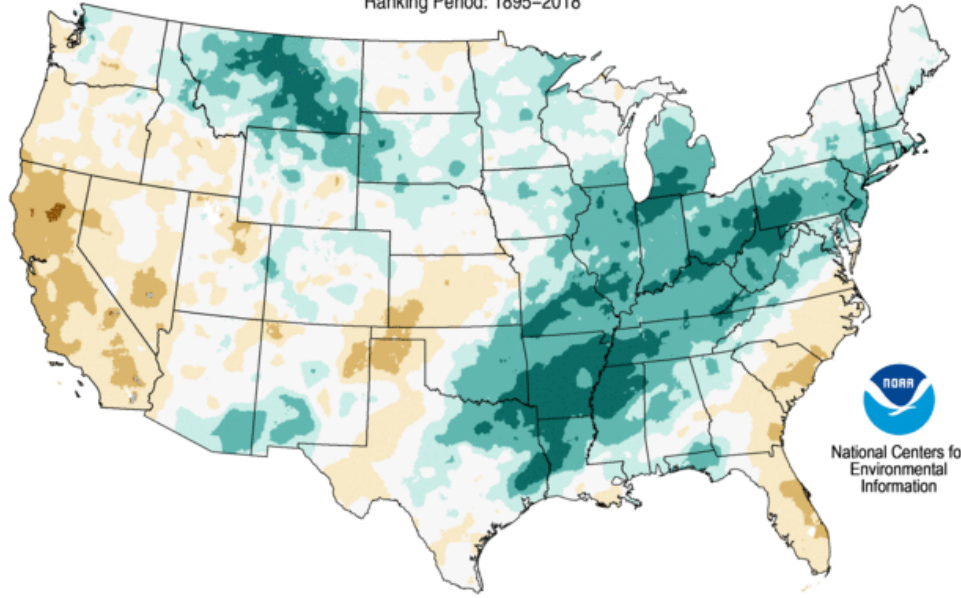 Ranking Period: 1895–2018
NOAA
National Centers fo
Environmental
Information